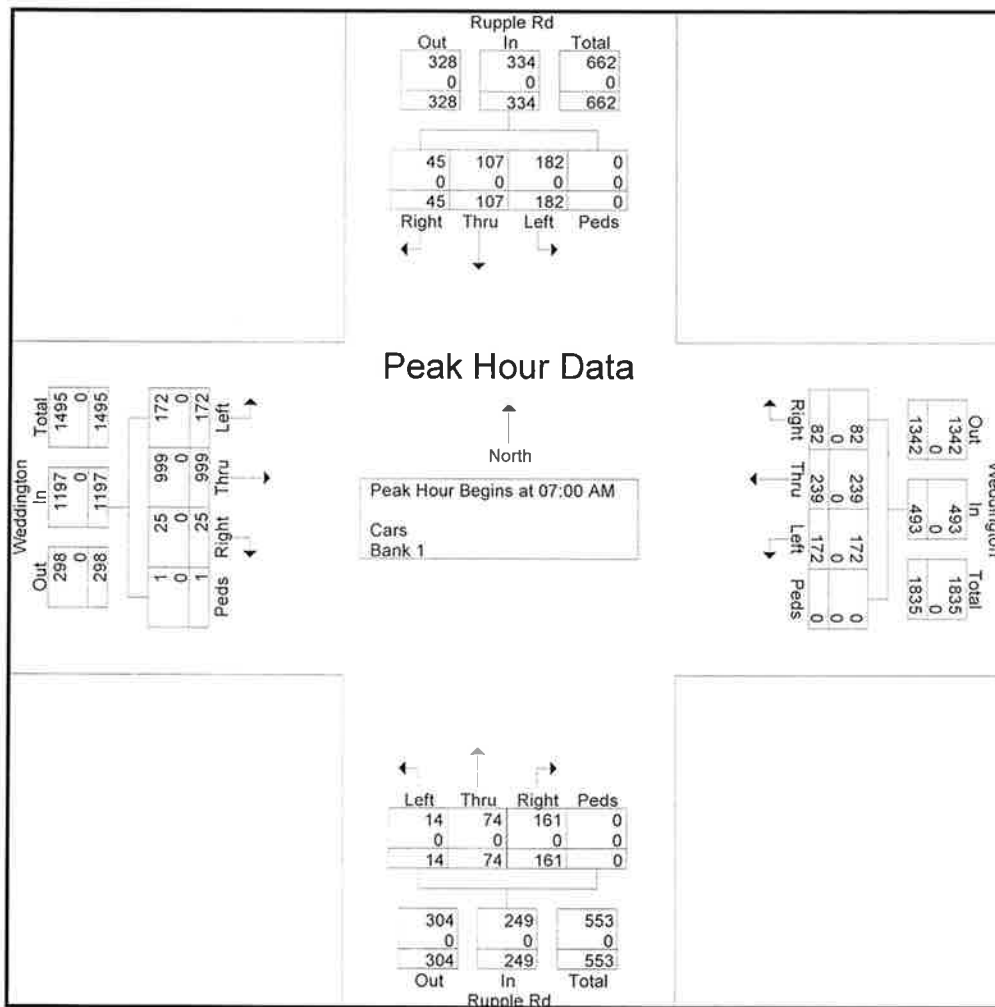 Rupple Rd
Out In Total
328 334 662
0 0 0
328 334 662
45 107 182 0
0 0 0 0
45 107 182 0
Right Thru Left Peds
Peak Hour Data
North
Peak Hour Begins at 07:00 AM
Cars
Bank 1
Weddington
Out In Total
298 1197 1495
0 0 0
298 1197 1495
1 25 999 172
0 0 0 0
1 25 999 172
Peds Right Thru Left
Weddington
Out In Total
1342 493 1835
0 0 0
1342 493 1835
82 239 172 0
0 0 0 0
82 239 172 0
Right Thru Left Peds
Left Thru Right Peds
14 74 161 0
0 0 0 0
14 74 161 0
304 249 553
0 0 0
304 249 553
Out In Total
Rupple Rd